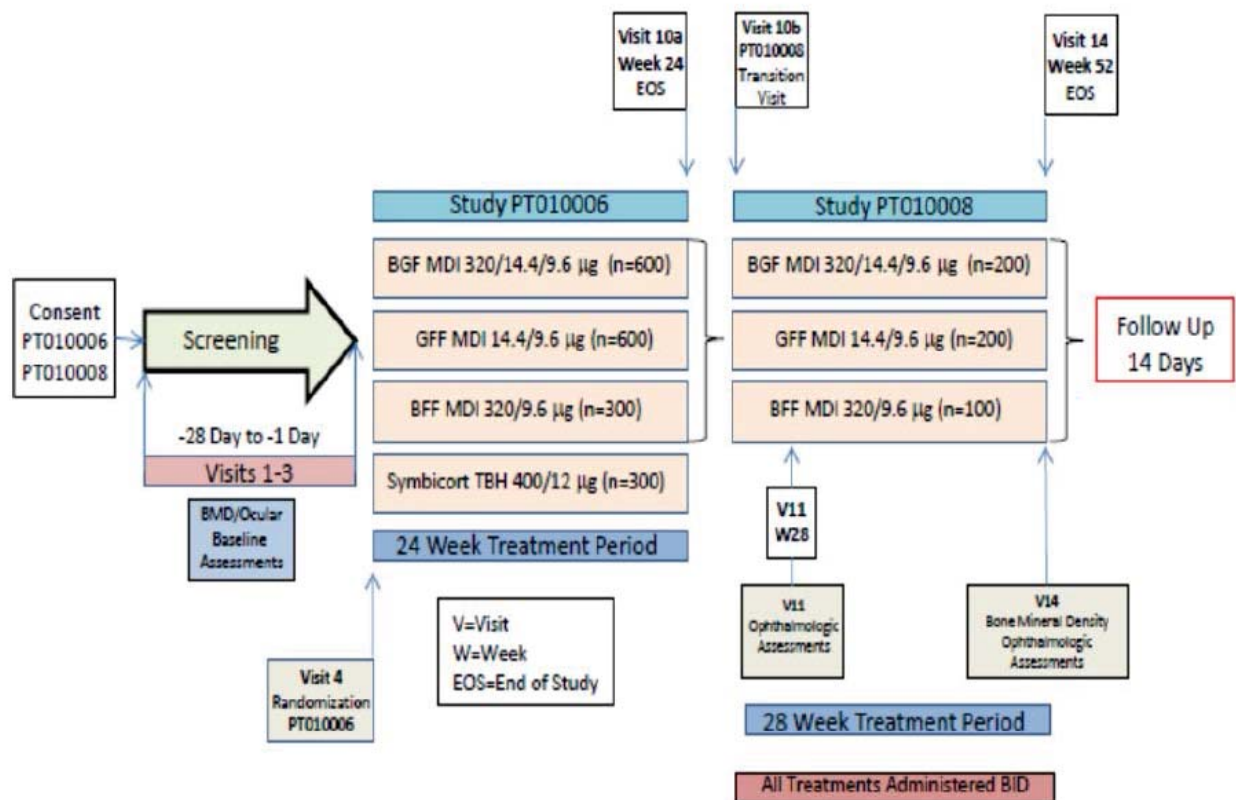 Visit 10a
Week 24
EOS
Visit 10b
PT010008
Transition
Visit
Visit 14
Week 52
EOS
Study PT010006
Study PT010008
Consent
PT010006
PT010008
Screening
-28 Day to -1 Day
Visits 1-3
BMD/Ocular
Baseline
Assessments
BGF MDI 320/14.4/9.6 µg (n=600)
GFF MDI 14.4/9.6 µg (n=600)
BFF MDI 320/9.6 µg (n=300)
Symbicort TBH 400/12 µg (n=300)
24 Week Treatment Period
BGF MDI 320/14.4/9.6 µg (n=200)
GFF MDI 14.4/9.6 µg (n=200)
BFF MDI 320/9.6 µg (n=100)
Follow Up
14 Days
V11
W28
V=Visit
W=Week
EOS=End of Study
Visit 4
Randomization
PT010006
V11
Ophthalmologic
Assessments
V14
Bone Mineral Density
Ophthalmologic
Assessments
28 Week Treatment Period
All Treatments Administered BID